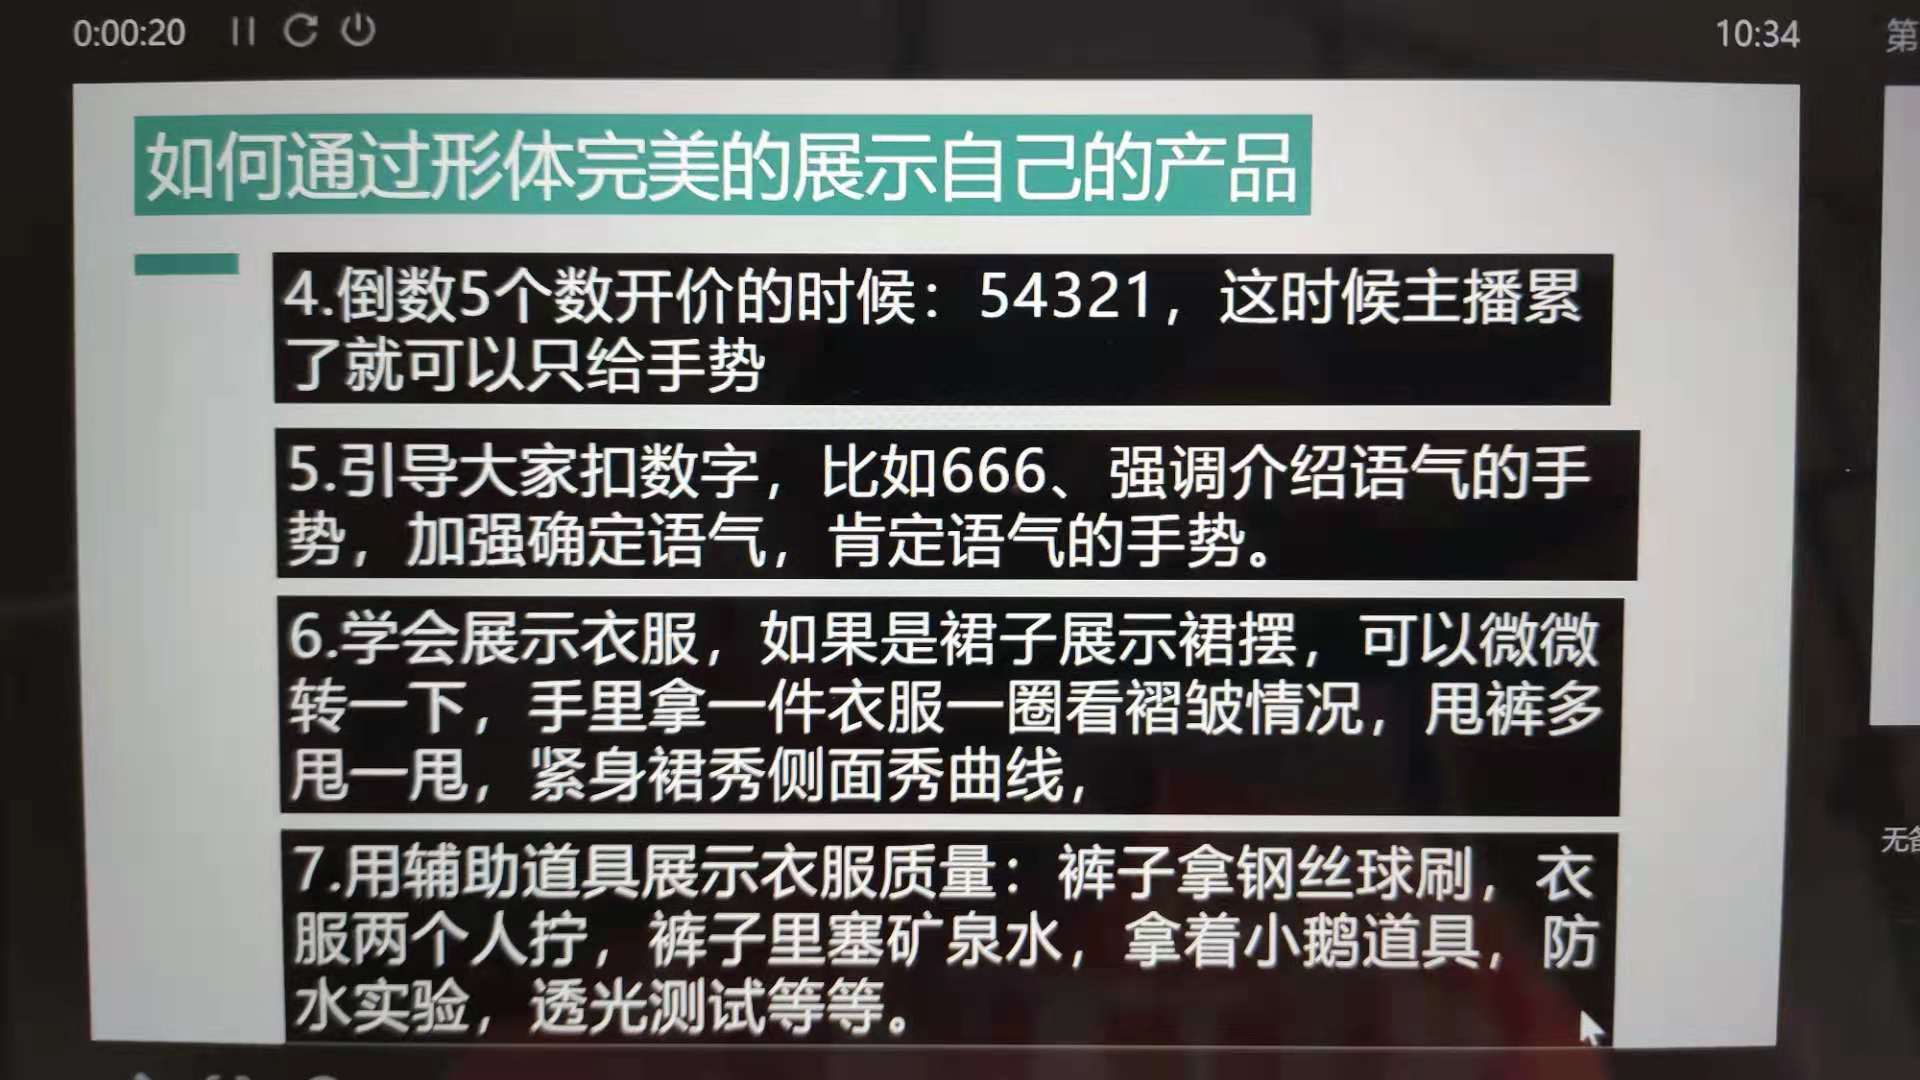 0:00:20
10:34
第
如何通过形体完美的展示自己的产品
4.倒数5个数开价的时候：54321，这时候主播累
了就可以只给手势
5.引导大家扣数字，比如666、强调介绍语气的手
势，加强确定语气，肯定语气的手势。
6.学会展示衣服，如果是裙子展示裙摆，可以微微
转一下，手里拿一件衣服一圈看褶皱情况，甩裤多
甩一甩，紧身裙秀侧面秀曲线，
7.用辅助道具展示衣服质量：裤子拿钢丝球刷，衣
服两个人拧，裤子里塞矿泉水，拿着小鹅道具，防
水实验，透光测试等等。
无